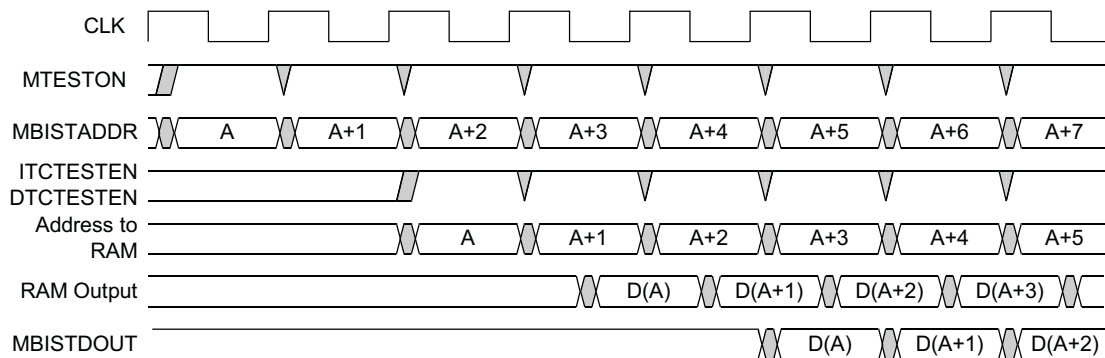 CLK
MTESTON
MBISTADDR A A+1 A+2 A+3 A+4 A+5 A+6 A+7
ITCTESTEN
DTCTESTEN
Address to
RAM A A+1 A+2 A+3 A+4 A+5
RAM Output D(A) D(A+1) D(A+2) D(A+3)
MBISTDOUT D(A) D(A+1) D(A+2)